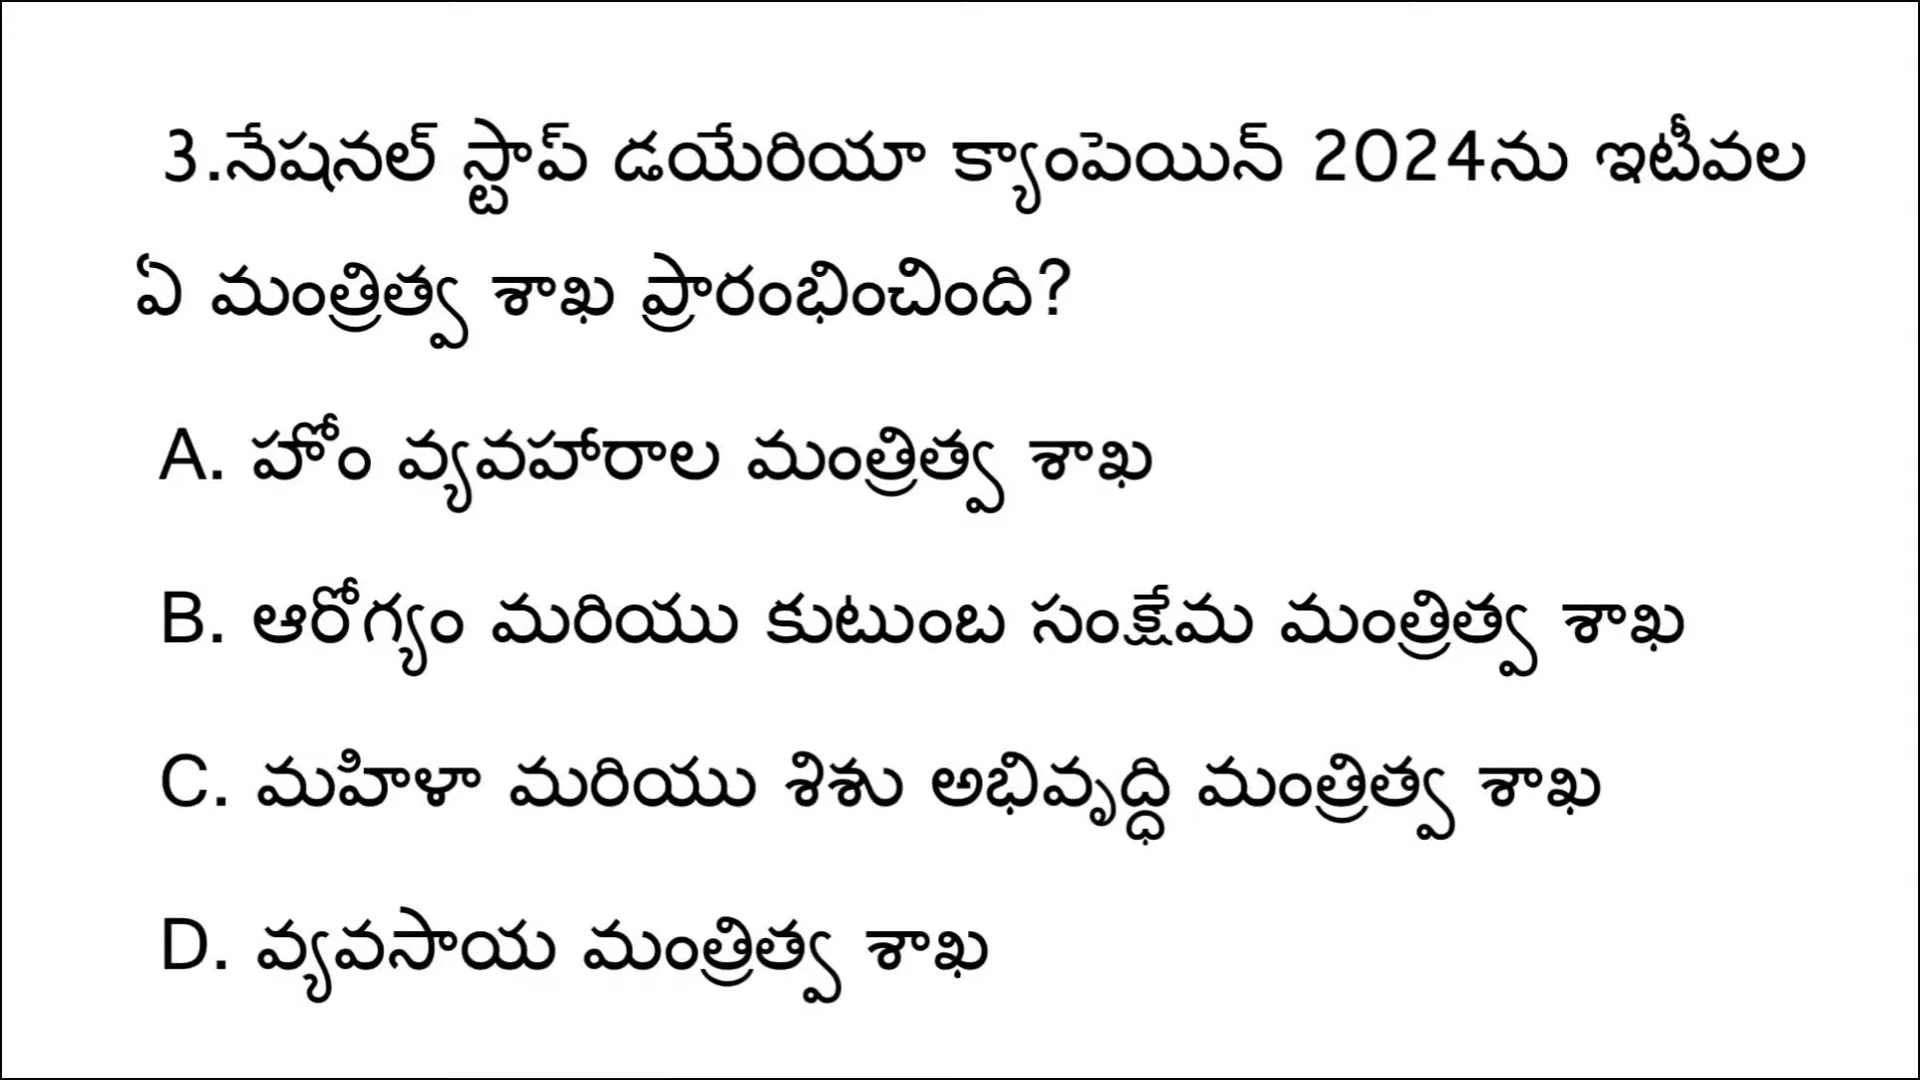 3.నేషనల్ స్టాప్ డయేరియా క్యాంపెయిన్ 2024ను ఇటీవల
ఏ మంత్రిత్వ శాఖ ప్రారంభించింది?
A. హోం వ్యవహారాల మంత్రిత్వ శాఖ
B. ఆరోగ్యం మరియు కుటుంబ సంక్షేమ మంత్రిత్వ శాఖ
C. మహిళా మరియు శిశు అభివృద్ధి మంత్రిత్వ శాఖ
D. వ్యవసాయ మంత్రిత్వ శాఖ